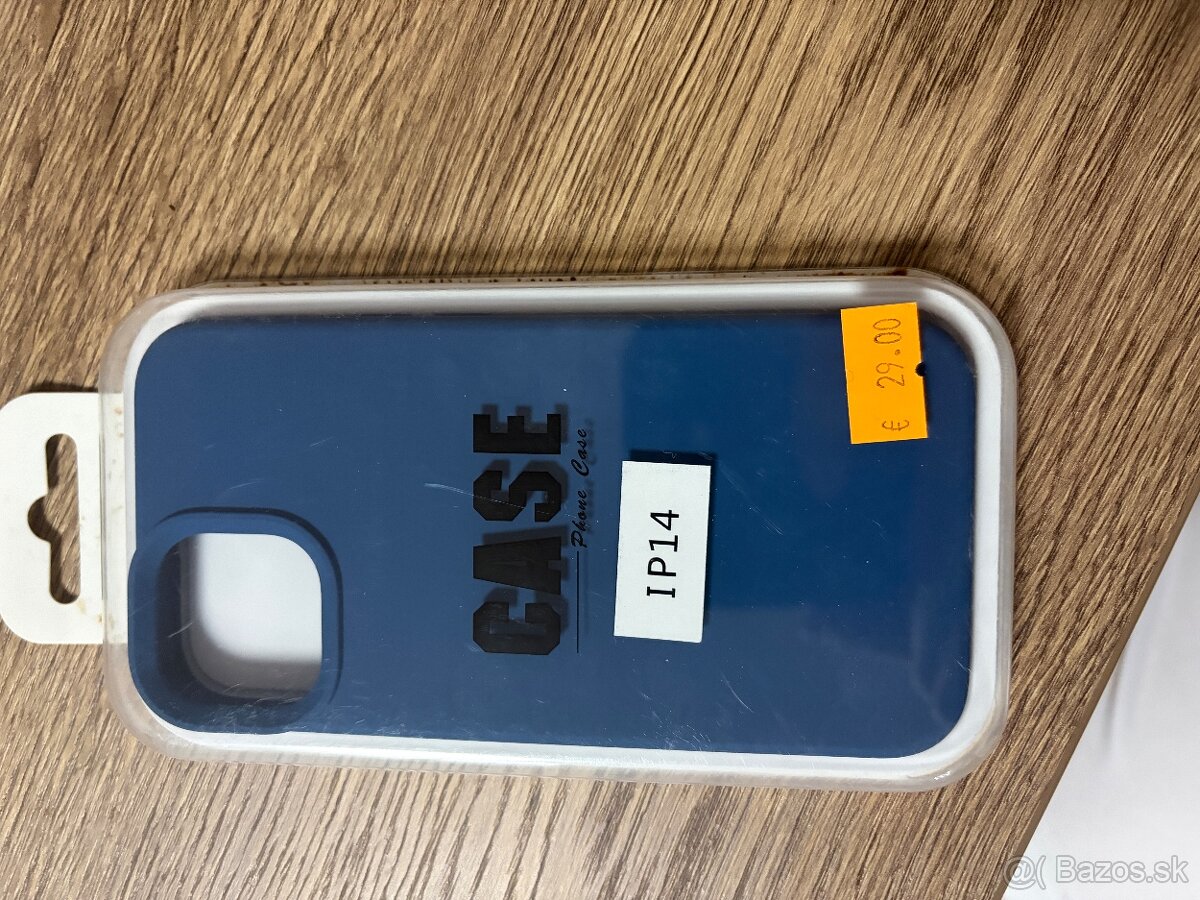 CASE
Phone Case
IP14
€ 29.00
@( Bazos.sk